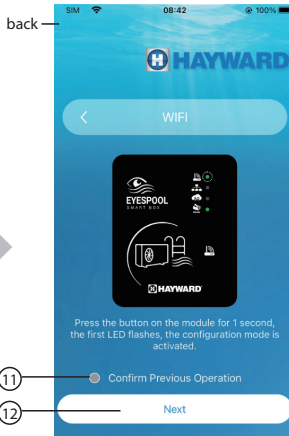 SIM 08:42 100%
back
HAYWARD
WIFI
EYESPOOL
SMART BOX
HAYWARD
Press the button on the module for 1 second,
the first LED flashes, the configuration mode is
activated.
11 Confirm Previous Operation
12 Next